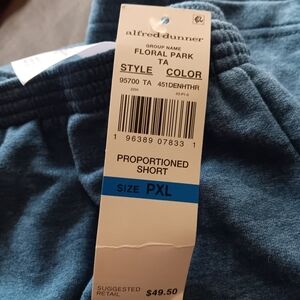 alfred dunner
GROUP NAME
FLORAL PARK
TA
STYLE COLOR
05700 TA 451DENHTHR
1 96389 07833 1
PROPORTIONED
SHORT
SIZE PXL
SUGGESTED
RETAIL $49.50